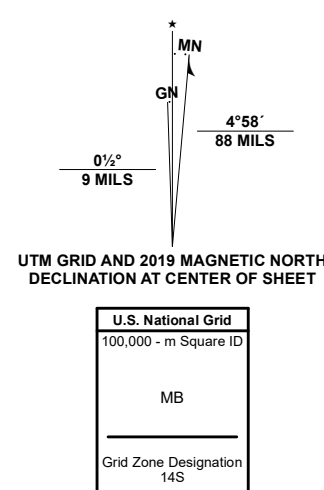 ★
MN
GN
4°58´
88 MILS
0½°
9 MILS
UTM GRID AND 2019 MAGNETIC NORTH
DECLINATION AT CENTER OF SHEET
U.S. National Grid
100,000 - m Square ID
MB
Grid Zone Designation
14S